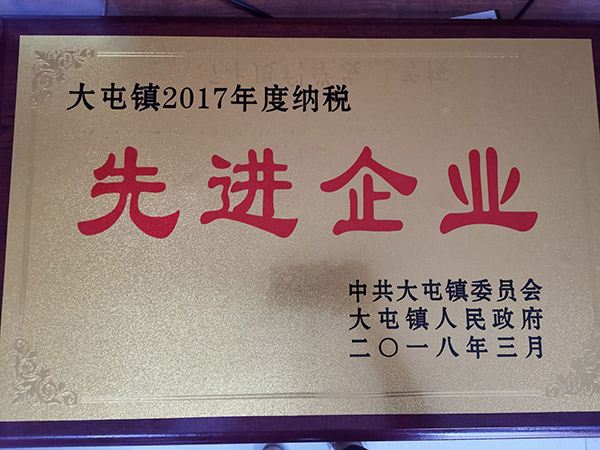 大屯镇2017年度纳税
先进企业
中共大屯镇委员会
大屯镇人民政府
二〇一八年三月